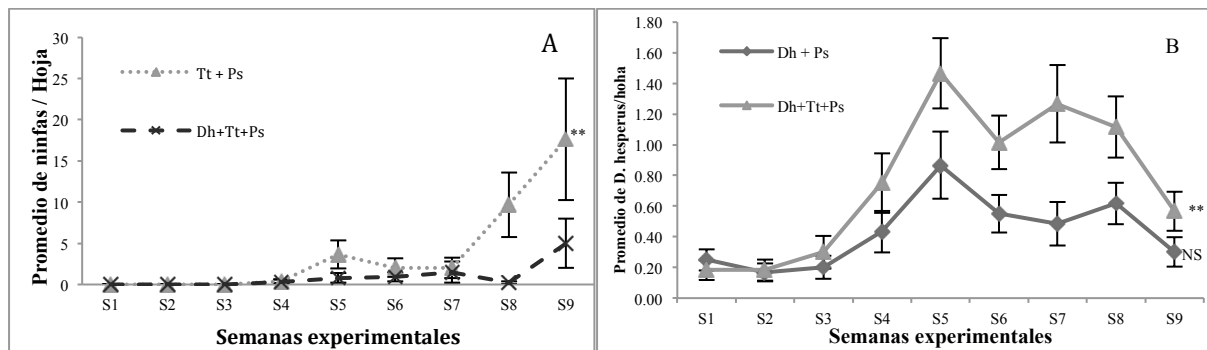 Promedio de ninfas / Hoja
30
25
20
15
10
5
0
A
Tt + Ps
Dh+Tt+Ps
**
S1 S2 S3 S4 S5 S6 S7 S8 S9
Semanas experimentales
Promedio de D. hesperus/hoha
1.80
1.60
1.40
1.20
1.00
0.80
0.60
0.40
0.20
0.00
B
Dh + Ps
Dh+Tt+Ps
**
NS
S1 S2 S3 S4 S5 S6 S7 S8 S9
Semanas experimentales